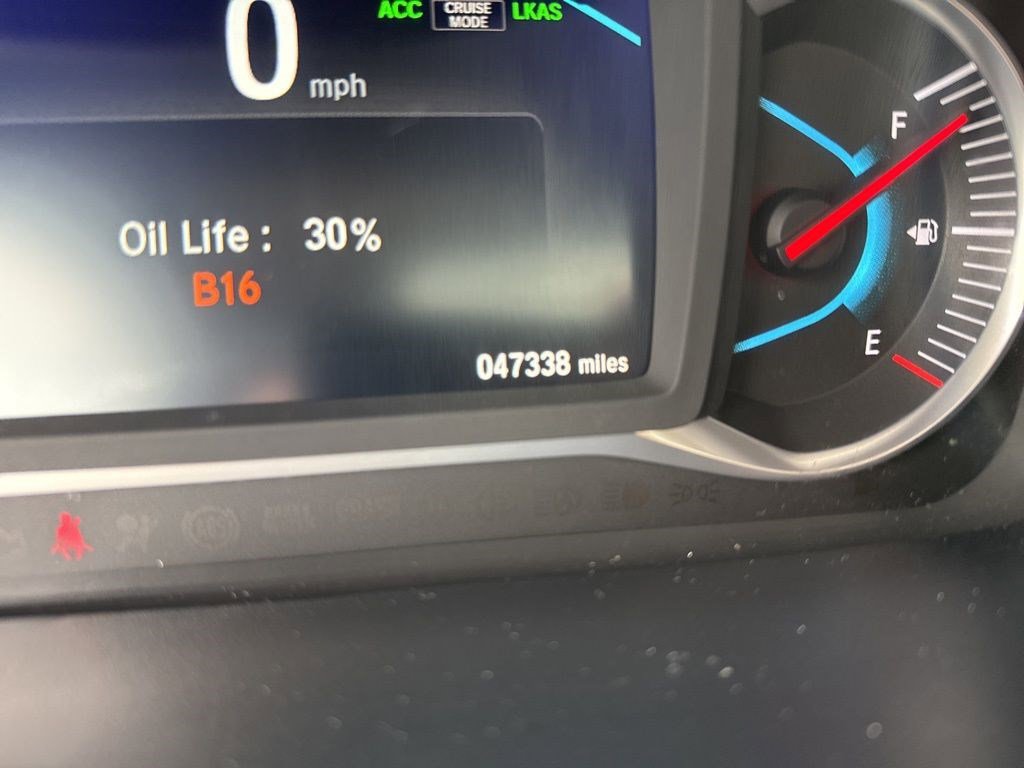 ACC CRUISE MODE LKAS
0 mph
F
Oil Life : 30%
B16
E
047338 miles